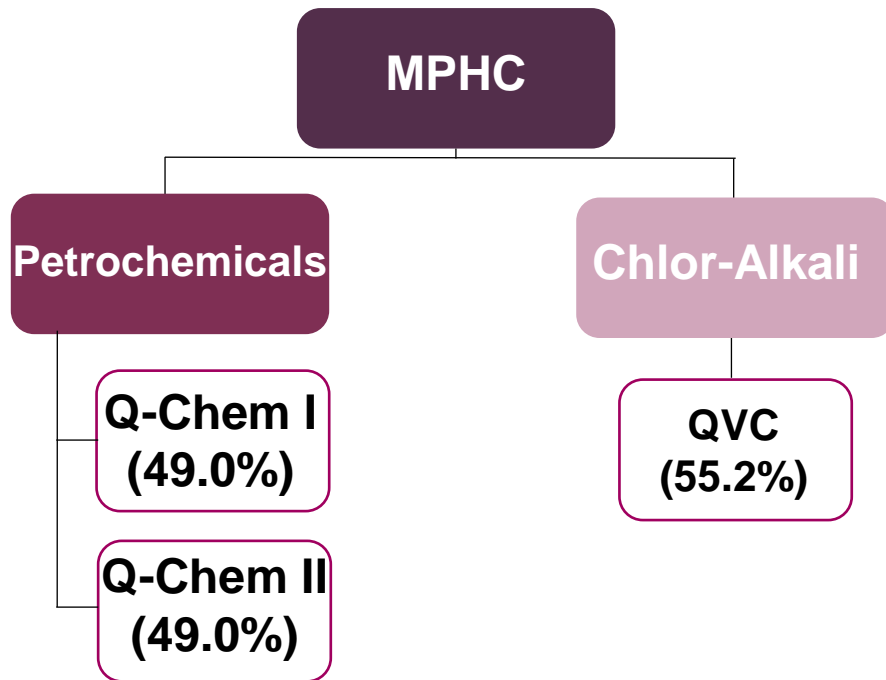 MPHC
Petrochemicals
Chlor-Alkali
Q-Chem I
(49.0%)
QVC
(55.2%)
Q-Chem II
(49.0%)